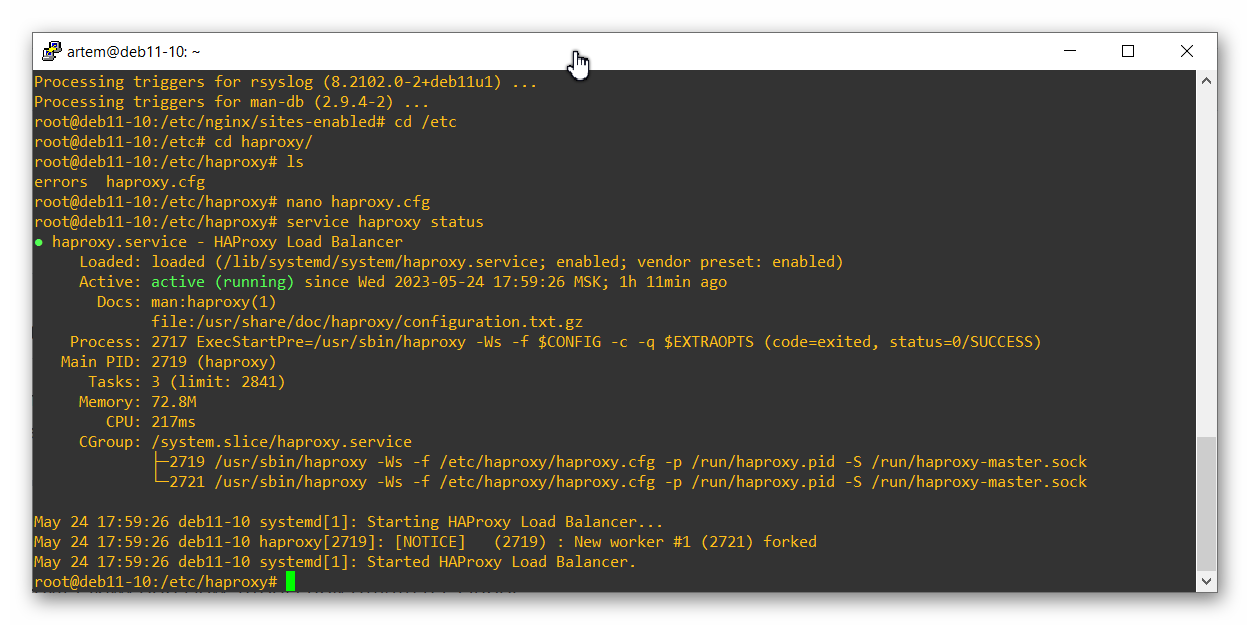 artem@deb11-10: ~
Processing triggers for rsyslog (8.2102.0-2+deb11u1) ...
Processing triggers for man-db (2.9.4-2) ...
root@deb11-10:/etc/nginx/sites-enabled# cd /etc
root@deb11-10:/etc# cd haproxy/
root@deb11-10:/etc/haproxy# ls
errors  haproxy.cfg
root@deb11-10:/etc/haproxy# nano haproxy.cfg
root@deb11-10:/etc/haproxy# service haproxy status
● haproxy.service - HAProxy Load Balancer
     Loaded: loaded (/lib/systemd/system/haproxy.service; enabled; vendor preset: enabled)
     Active: active (running) since Wed 2023-05-24 17:59:26 MSK; 1h 11min ago
       Docs: man:haproxy(1)
             file:/usr/share/doc/haproxy/configuration.txt.gz
    Process: 2717 ExecStartPre=/usr/sbin/haproxy -Ws -f $CONFIG -c -q $EXTRAOPTS (code=exited, status=0/SUCCESS)
   Main PID: 2719 (haproxy)
      Tasks: 3 (limit: 2841)
     Memory: 72.8M
        CPU: 217ms
     CGroup: /system.slice/haproxy.service
             ├─2719 /usr/sbin/haproxy -Ws -f /etc/haproxy/haproxy.cfg -p /run/haproxy.pid -S /run/haproxy-master.sock
             └─2721 /usr/sbin/haproxy -Ws -f /etc/haproxy/haproxy.cfg -p /run/haproxy.pid -S /run/haproxy-master.sock
May 24 17:59:26 deb11-10 systemd[1]: Starting HAProxy Load Balancer...
May 24 17:59:26 deb11-10 haproxy[2719]: [NOTICE]   (2719) : New worker #1 (2721) forked
May 24 17:59:26 deb11-10 systemd[1]: Started HAProxy Load Balancer.
root@deb11-10:/etc/haproxy#